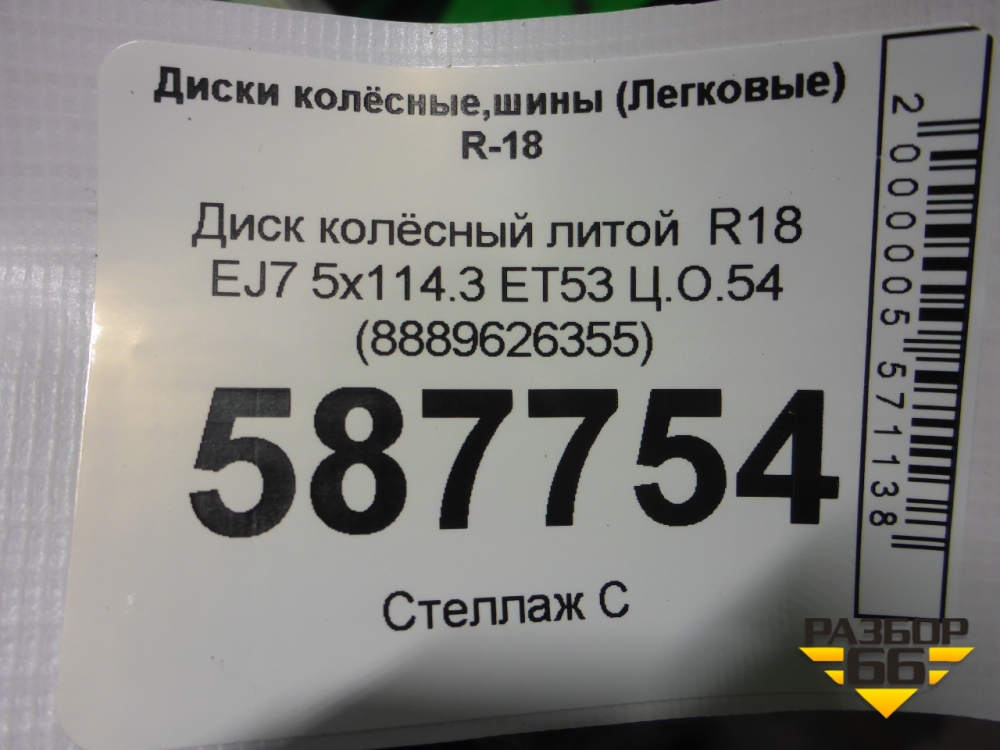 Диски колёсные,шины (Легковые)
R-18
Диск колёсный литой R18
EJ7 5x114.3 ET53 Ц.О.54
(8889626355)
587754
Стеллаж С
2000005571138
РАЗБОР
66